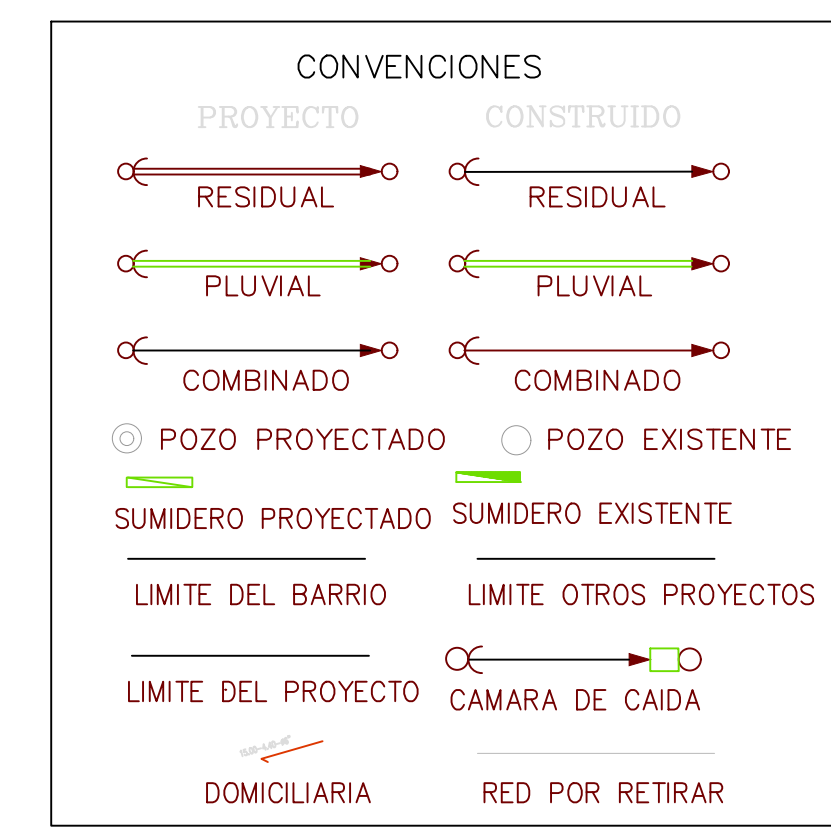 CONVENCIONES
PROYECTO CONSTRUIDO
RESIDUAL RESIDUAL
PLUVIAL PLUVIAL
COMBINADO COMBINADO
POZO PROYECTADO POZO EXISTENTE
SUMIDERO PROYECTADO SUMIDERO EXISTENTE
LIMITE DEL BARRIO LIMITE OTROS PROYECTOS
LIMITE DEL PROYECTO CAMARA DE CAIDA
DOMICILIARIA RED POR RETIRAR